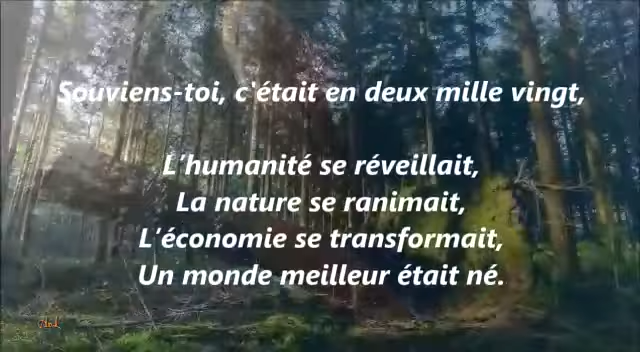 Souviens-toi, c'était en deux mille vingt,
L'humanité se réveillait,
La nature se ranimait,
L'économie se transformait,
Un monde meilleur était né.